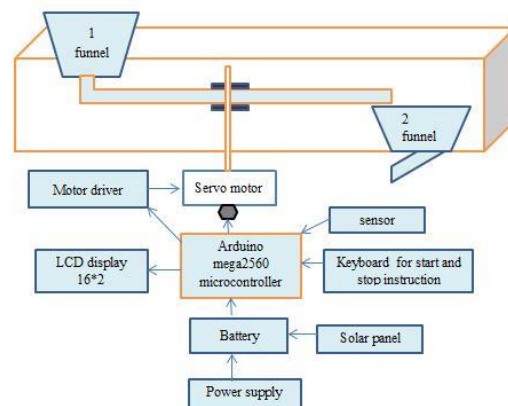 1
funnel
2
funnel
Motor driver
Servo motor
sensor
Arduino
mega2560
microcontroller
LCD display
16*2
Keyboard for start and
stop instruction
Battery
Solar panel
Power supply